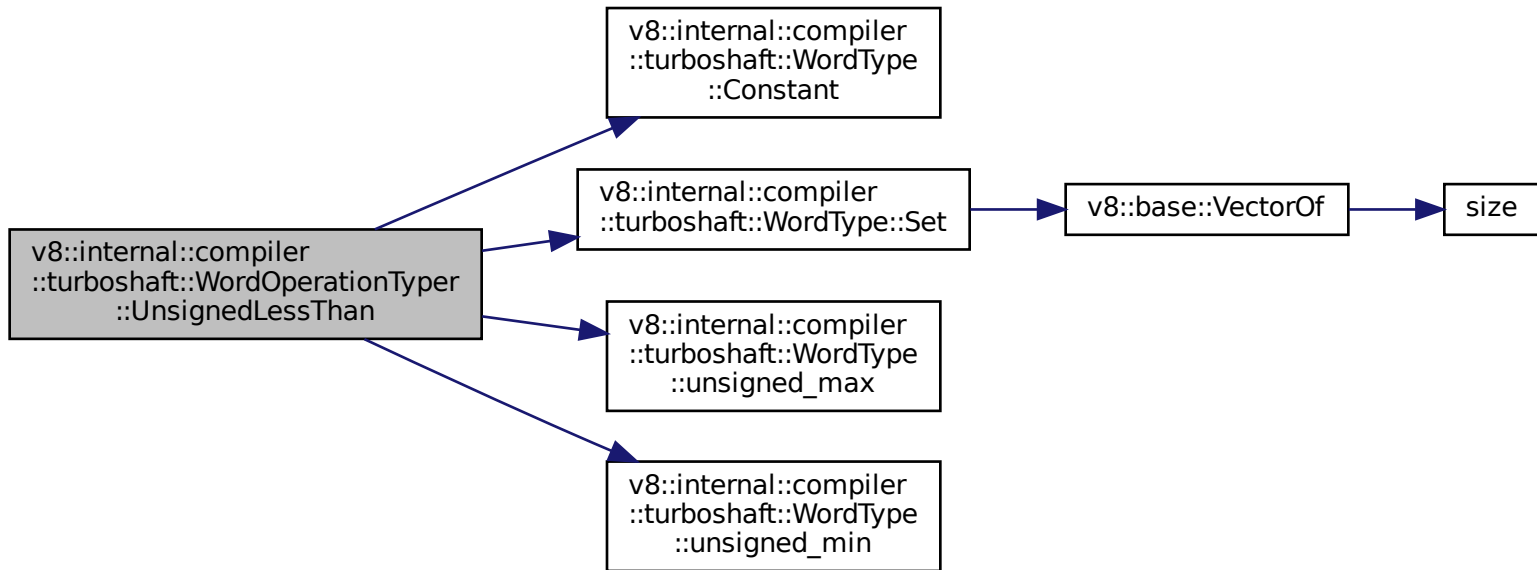 v8::internal::compiler
::turboshaft::WordOperationTyper
::UnsignedLessThan
v8::internal::compiler
::turboshaft::WordType
::Constant
v8::internal::compiler
::turboshaft::WordType::Set
v8::base::VectorOf
size
v8::internal::compiler
::turboshaft::WordType
::unsigned_max
v8::internal::compiler
::turboshaft::WordType
::unsigned_min